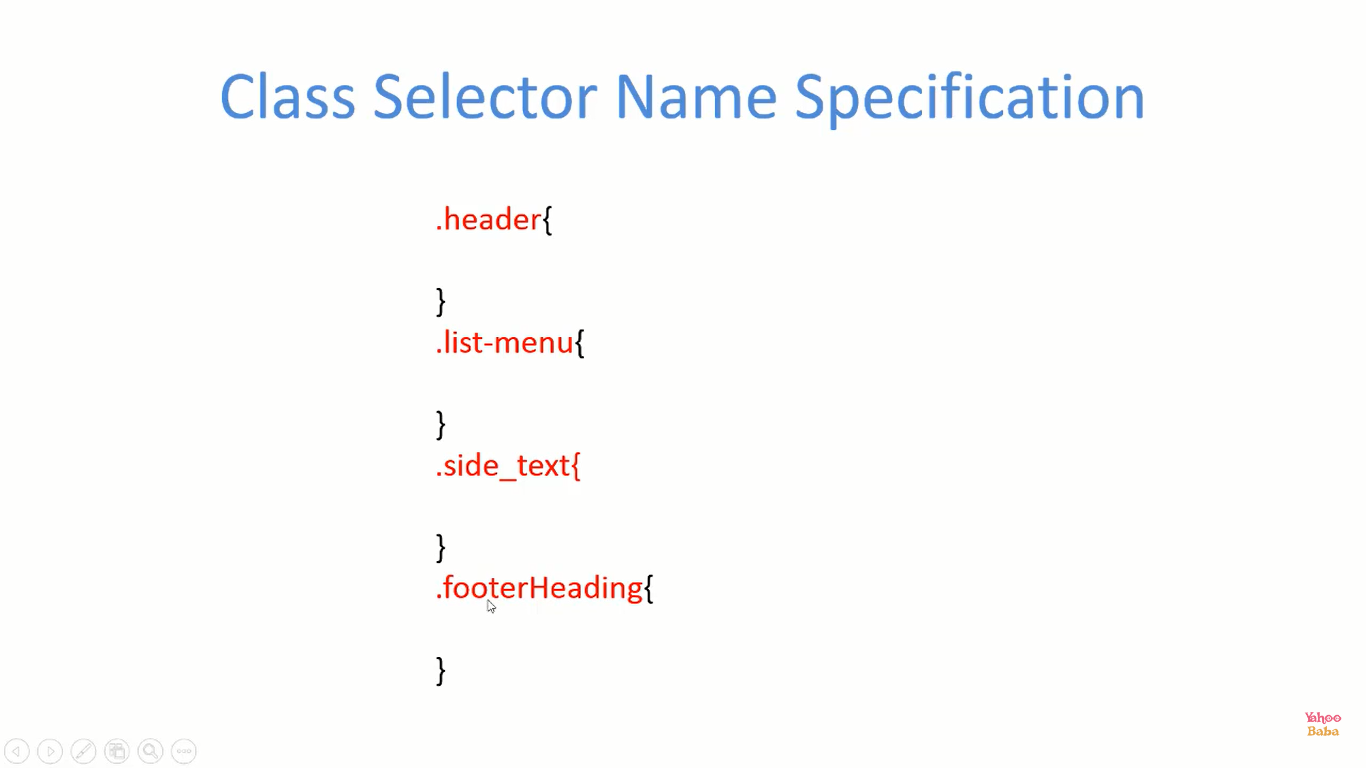 Class Selector Name Specification
.header{
}
.list-menu{
}
.side_text{
}
.footerHeading{
}
Yahoo
Baba